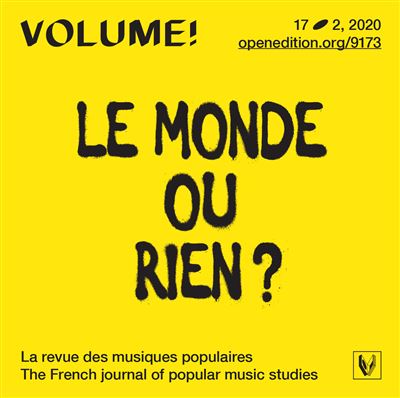 VOLUME!
17 2, 2020
openedition.org/9173
LE MONDE
OU
RIEN ?
La revue des musiques populaires
The French journal of popular music studies